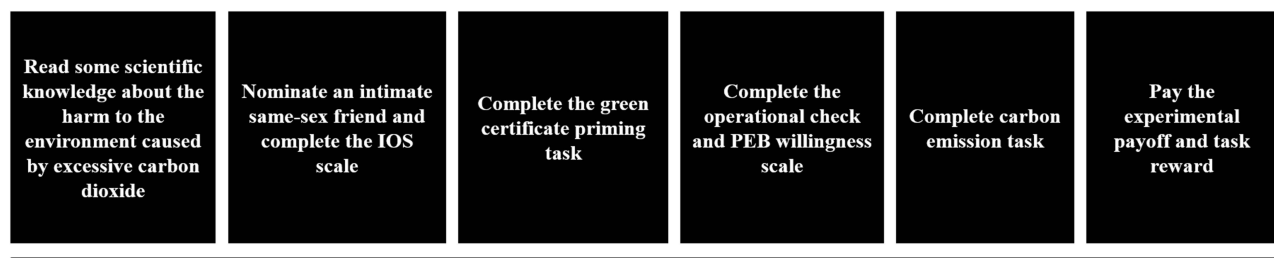 Read some scientific
knowledge about the
harm to the
environment caused
by excessive carbon
dioxide
Nominate an intimate
same-sex friend and
complete the IOS
scale
Complete the green
certificate priming
task
Complete the
operational check
and PEB willingness
scale
Complete carbon
emission task
Pay the
experimental
payoff and task
reward